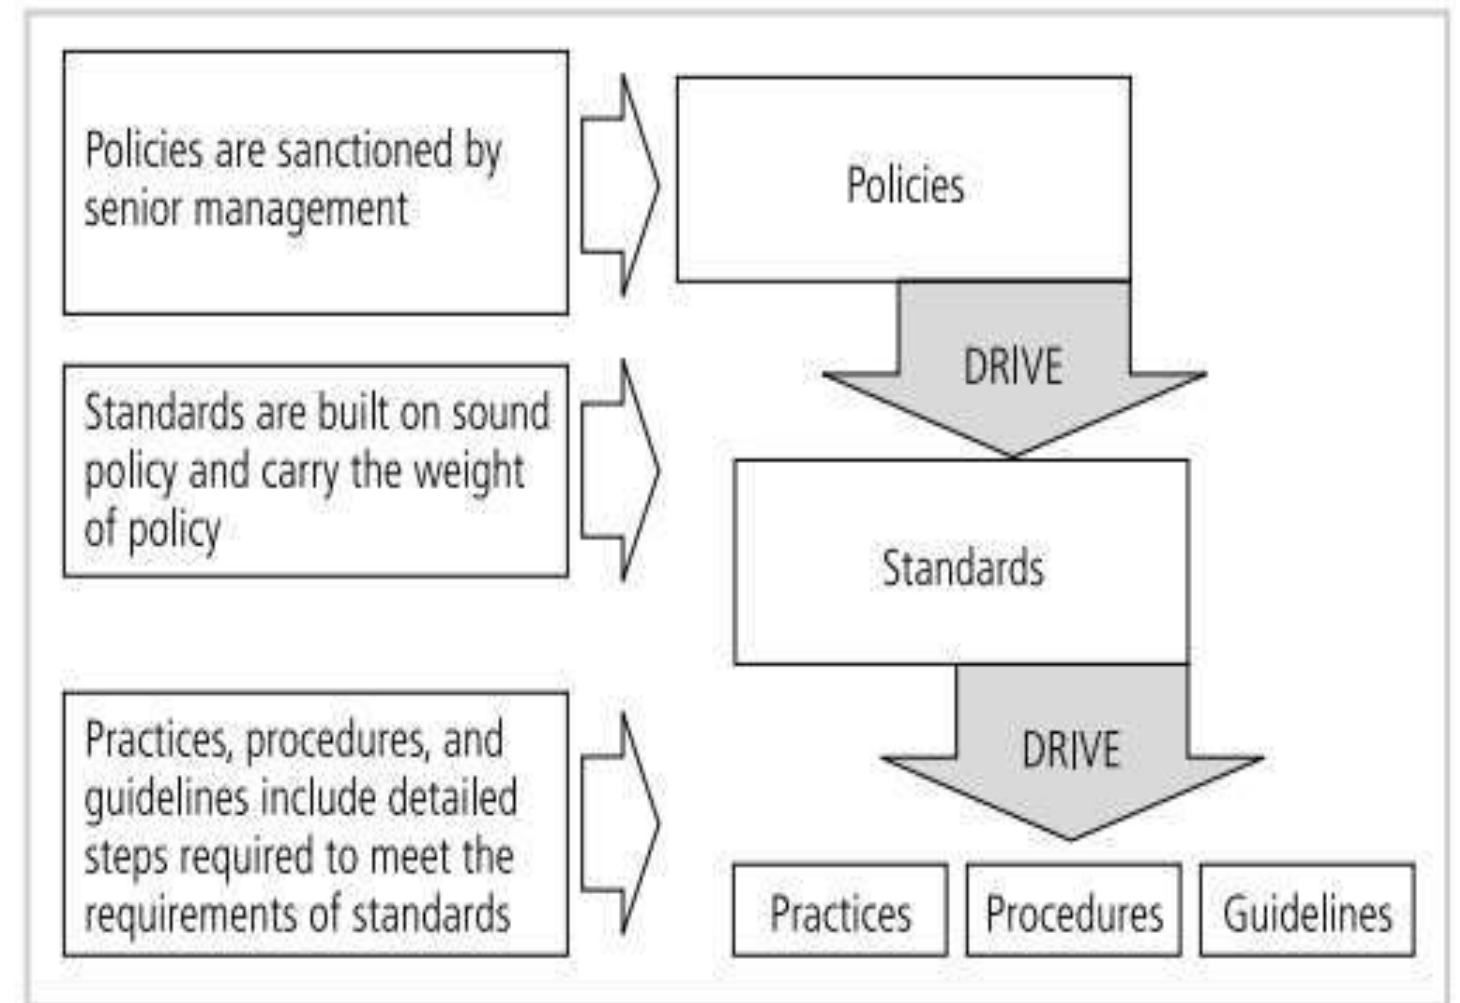 Policies are sanctioned by
senior management
Policies
DRIVE
Standards are built on sound
policy and carry the weight
of policy
Standards
DRIVE
Practices, procedures, and
guidelines include detailed
steps required to meet the
requirements of standards
Practices
Procedures
Guidelines